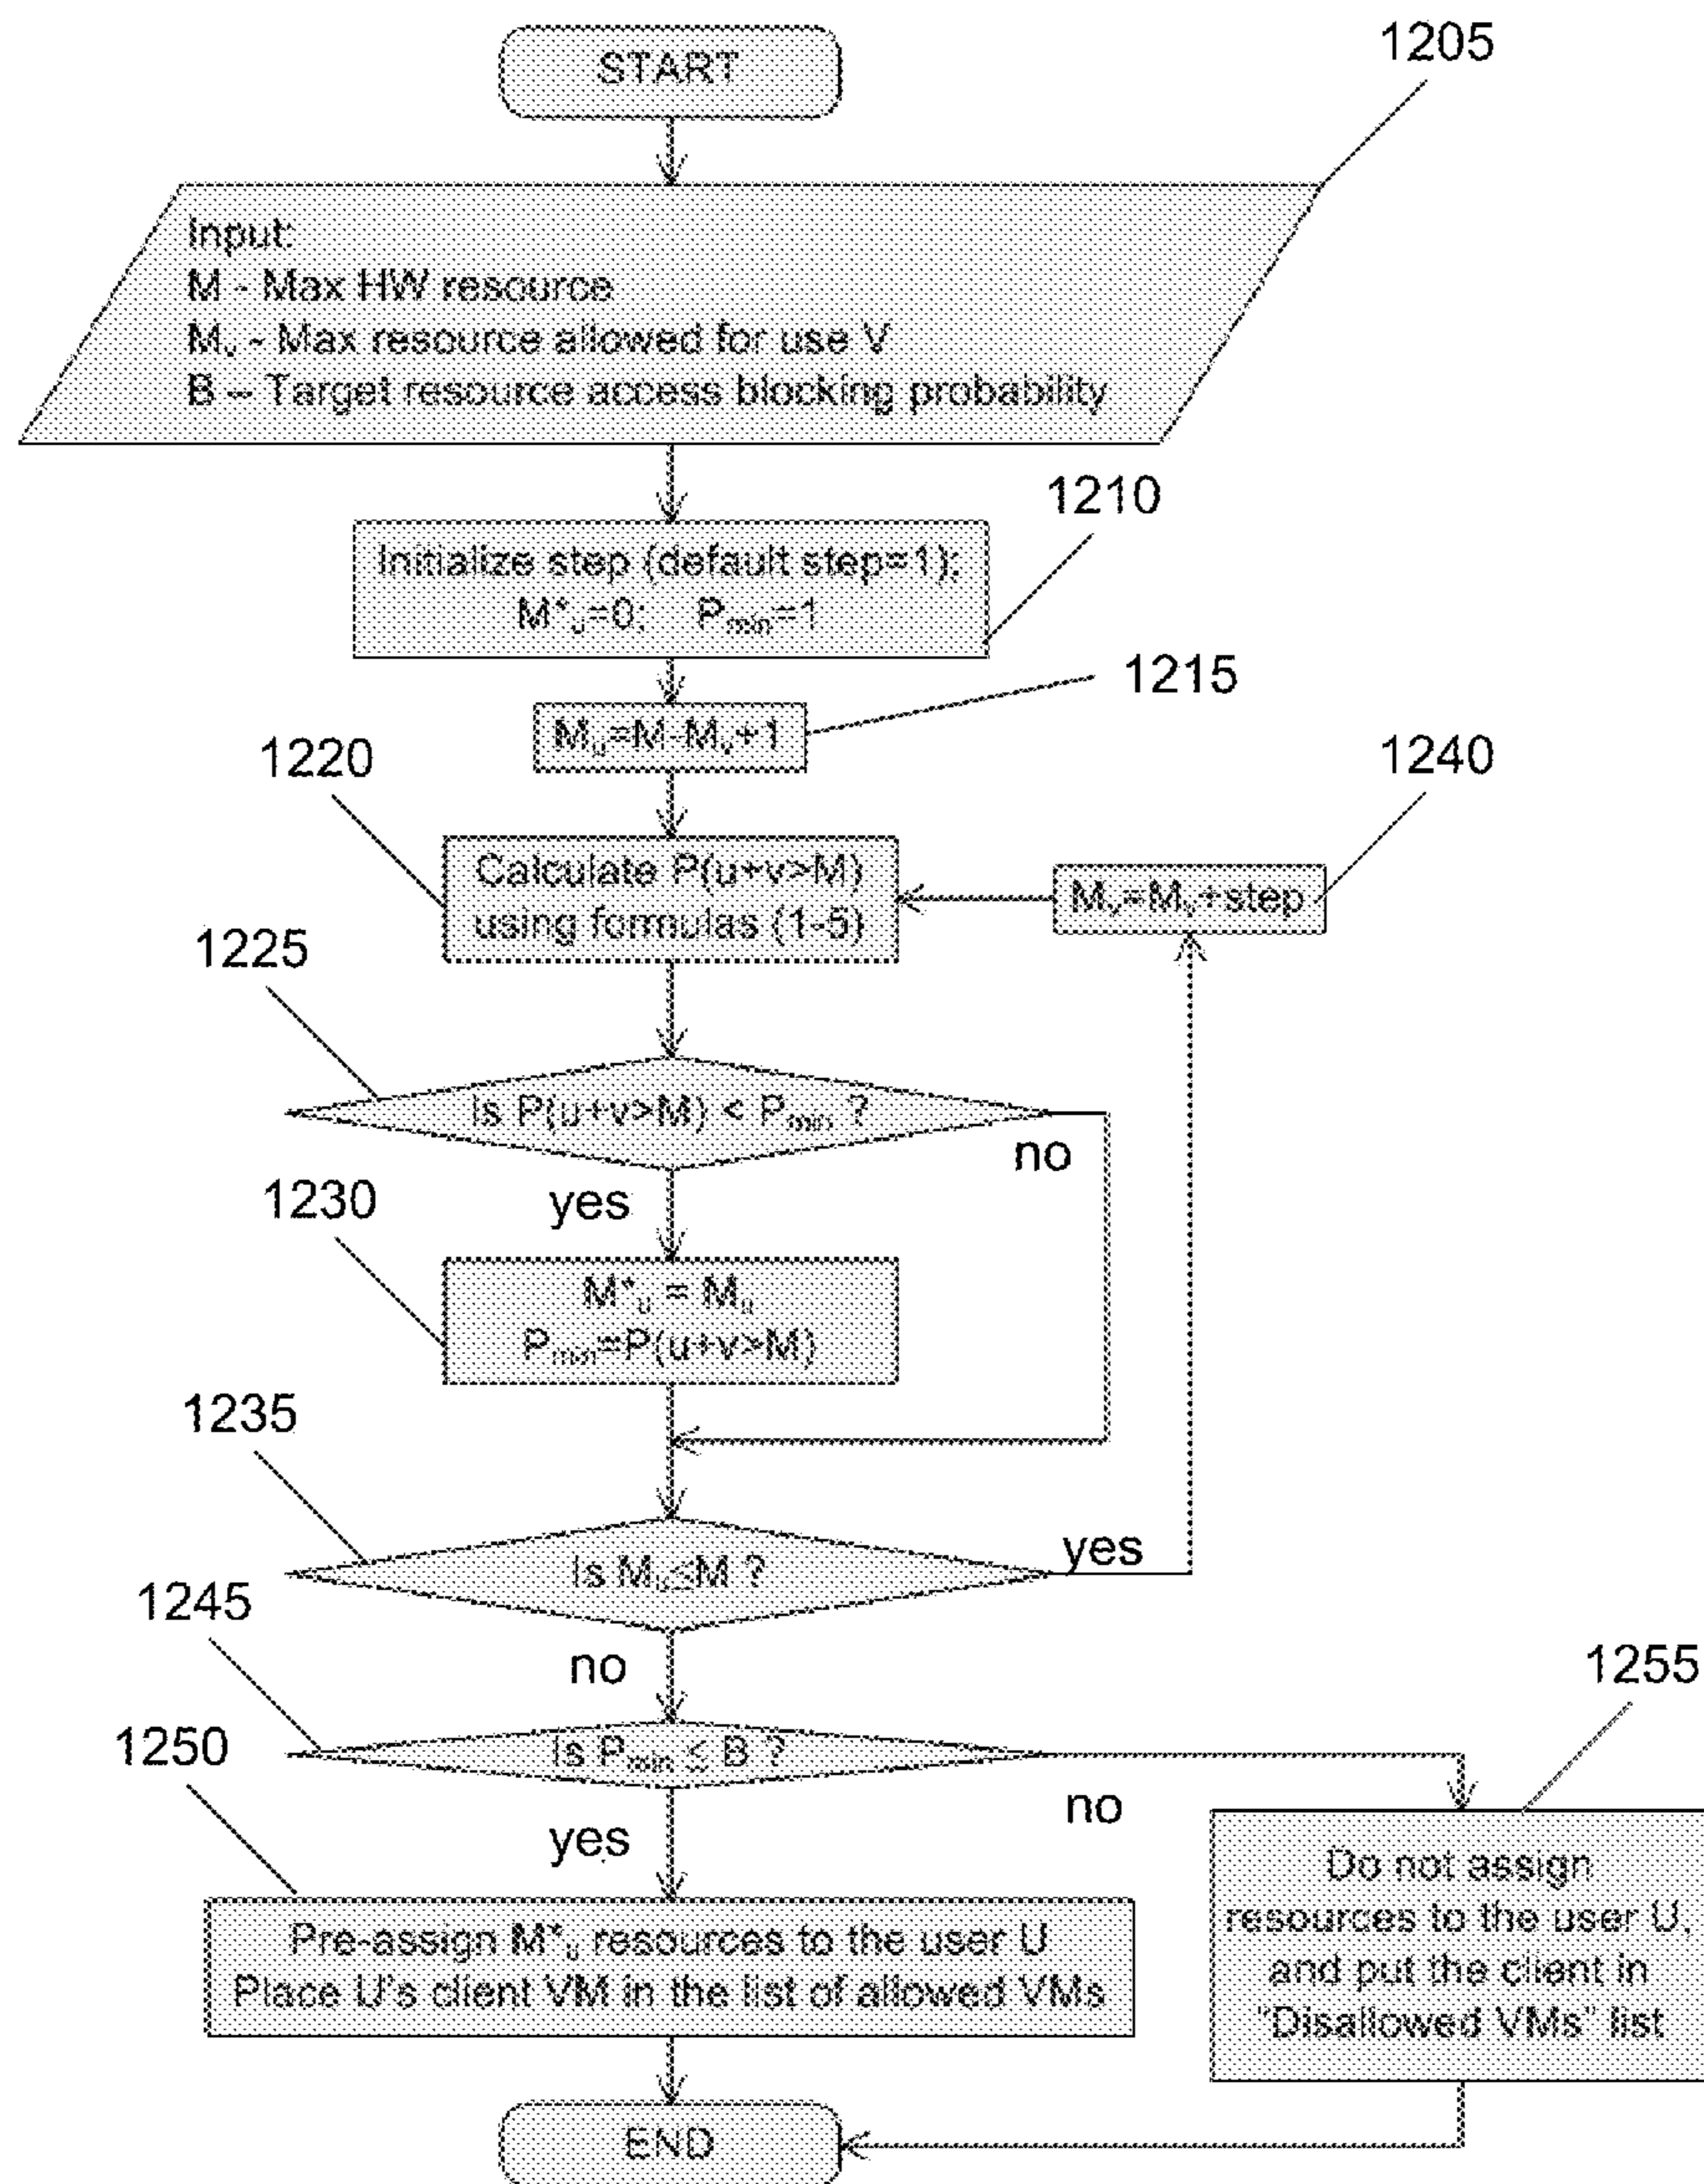 START
1205
Input:
M - Max HW resource
Mv - Max resource allowed for use V
B – Target resource access blocking probability
1210
Initialize step (default step=1);
M*u=0; Pmin=1
1215
Mu=M-Mv+1
1220
1240
Calculate P(u+v>M)
using formulas (1-5)
Mv=Mv+step
1225
Is P(u+v>M) < Pmin ?
no
yes
1230
M*u = Mu
Pmin=P(u+v>M)
1235
Is Mu≤M ?
yes
1245
no
1255
1250
Is Pmin ≤ B ?
no
yes
Do not assign
resources to the user U,
and put the client in
"Disallowed VMs" list
Pre-assign M*u resources to the user U
Place U's client VM in the list of allowed VMs
END